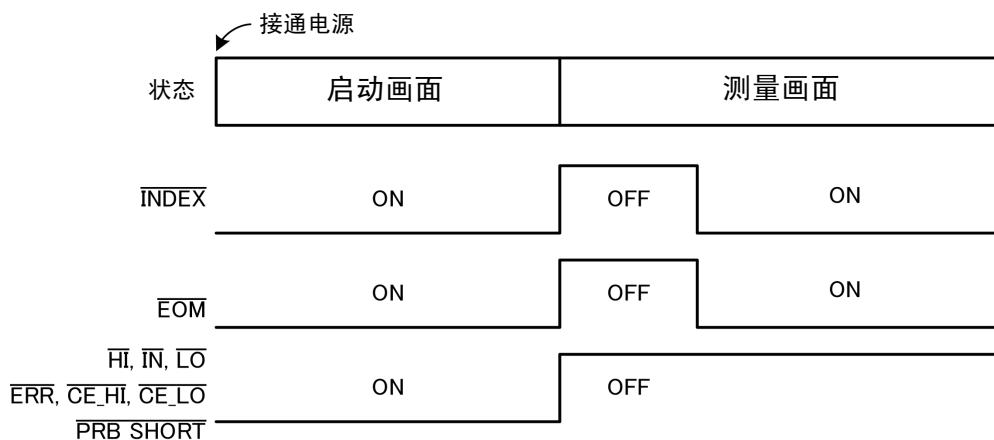 接通电源
状态 启动画面 测量画面
INDEX ON OFF ON
EOM ON OFF ON
HI, IN, LO
ERR, CE_HI, CE_LO ON OFF
PRB SHORT